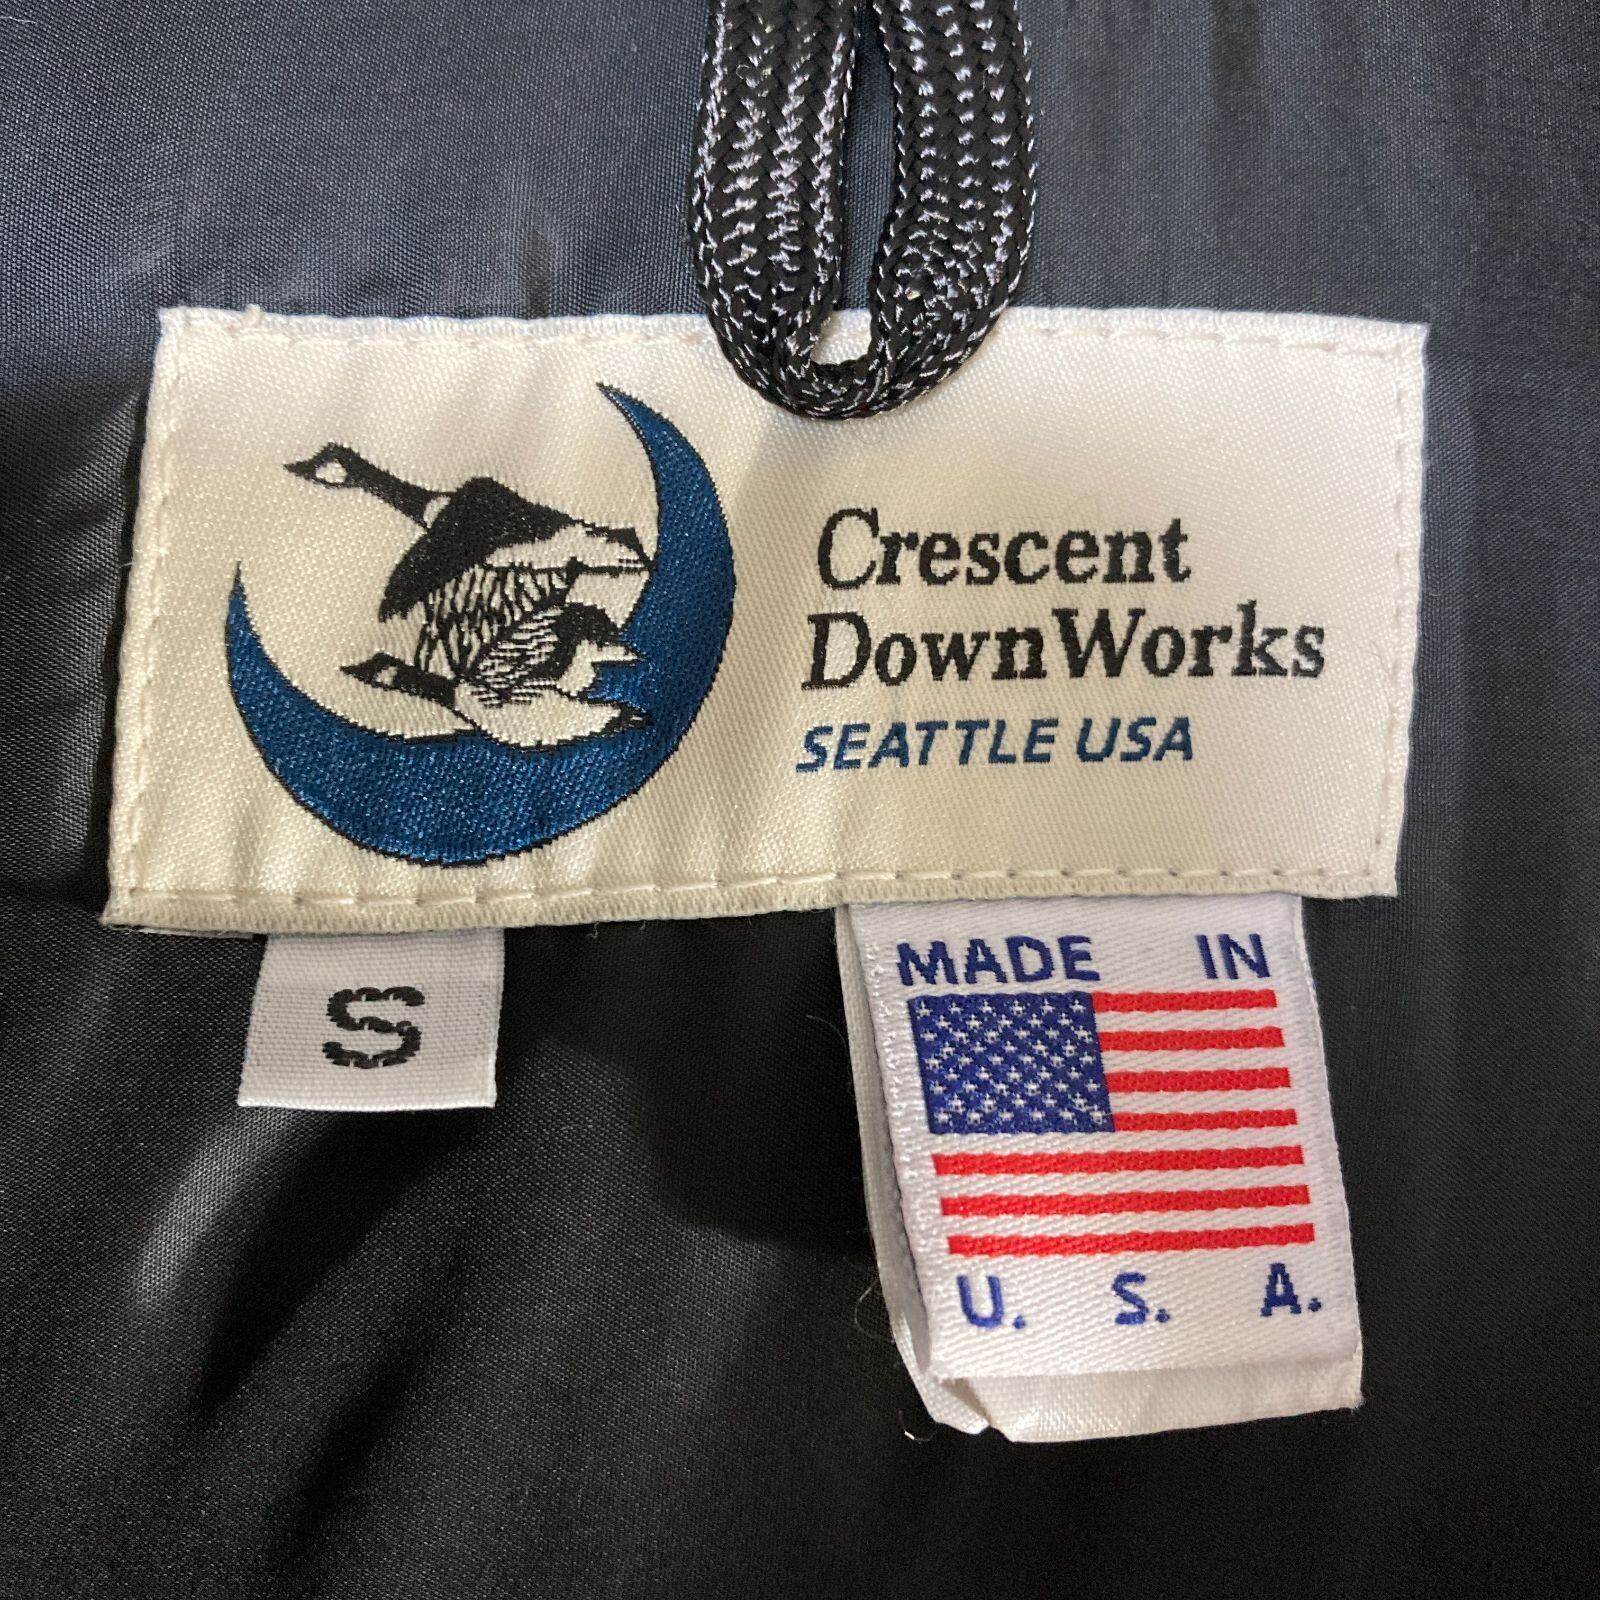 Crescent
DownWorks
SEATTLE USA
S
MADE IN
U. S. A.